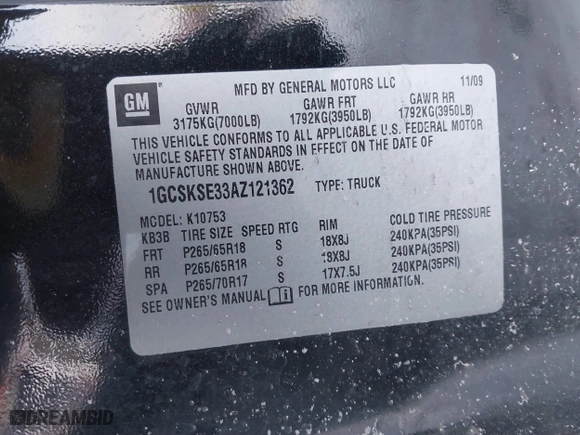 GM
MFD BY GENERAL MOTORS LLC 11/09
GVWR GAWR FRT GAWR RR
3175KG(7000LB) 1792KG(3950LB) 1792KG(3950LB)
THIS VEHICLE CONFORMS TO ALL APPLICABLE U.S. FEDERAL MOTOR
VEHICLE SAFETY STANDARDS IN EFFECT ON THE DATE OF
MANUFACTURE SHOWN ABOVE.
1GCSKSE33AZ121362 TYPE: TRUCK
MODEL: K10753
KB3B TIRE SIZE SPEED RTG RIM COLD TIRE PRESSURE
FRT P265/65R18 S 18X8J 240KPA(35PSI)
RR P265/65R18 S 18X8J 240KPA(35PSI)
SPA P265/70R17 S 17X7.5J 240KPA(35PSI)
SEE OWNER'S MANUAL FOR MORE INFORMATION.
DREAMBID